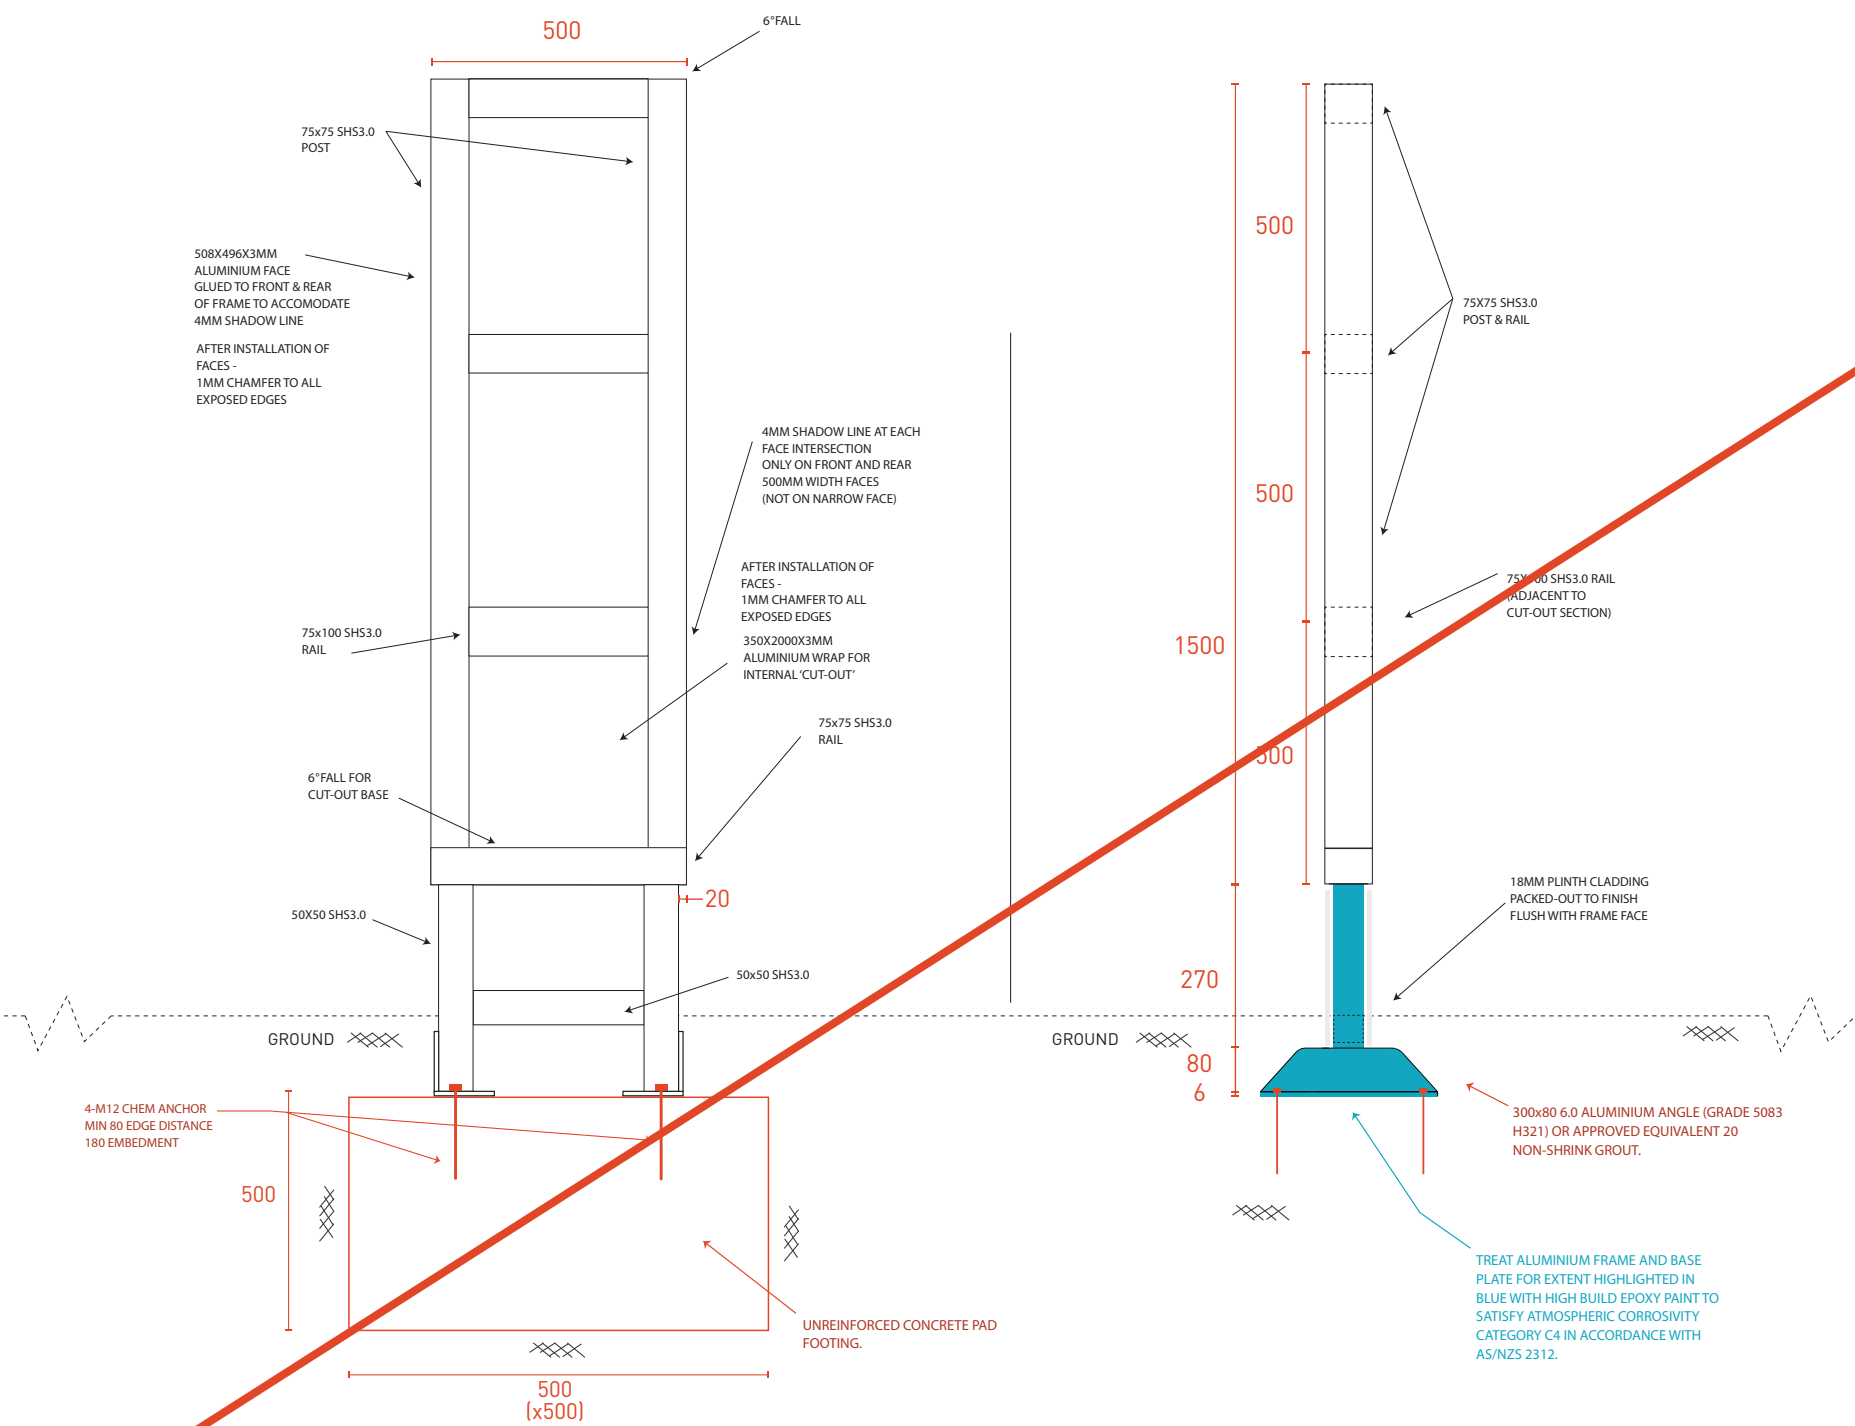 500
6°FALL
75x75 SHS3.0
POST
508X496X3MM
ALUMINIUM FACE
GLUED TO FRONT & REAR
OF FRAME TO ACCOMODATE
4MM SHADOW LINE
AFTER INSTALLATION OF
FACES -
1MM CHAMFER TO ALL
EXPOSED EDGES
4MM SHADOW LINE AT EACH
FACE INTERSECTION
ONLY ON FRONT AND REAR
500MM WIDTH FACES
(NOT ON NARROW FACE)
AFTER INSTALLATION OF
FACES -
1MM CHAMFER TO ALL
EXPOSED EDGES
75x100 SHS3.0
RAIL
350X2000X3MM
ALUMINIUM WRAP FOR
INTERNAL 'CUT-OUT'
75x75 SHS3.0
RAIL
6°FALL FOR
CUT-OUT BASE
20
50X50 SHS3.0
50x50 SHS3.0
GROUND
4-M12 CHEM ANCHOR
MIN 80 EDGE DISTANCE
180 EMBEDMENT
500
UNREINFORCED CONCRETE PAD
FOOTING.
500
(x500)
500
75X75 SHS3.0
POST & RAIL
500
75X100 SHS3.0 RAIL
(ADJACENT TO
CUT-OUT SECTION)
1500
500
18MM PLINTH CLADDING
PACKED-OUT TO FINISH
FLUSH WITH FRAME FACE
270
GROUND
80
6
300x80 6.0 ALUMINIUM ANGLE (GRADE 5083
H321) OR APPROVED EQUIVALENT 20
NON-SHRINK GROUT.
TREAT ALUMINIUM FRAME AND BASE
PLATE FOR EXTENT HIGHLIGHTED IN
BLUE WITH HIGH BUILD EPOXY PAINT TO
SATISFY ATMOSPHERIC CORROSIVITY
CATEGORY C4 IN ACCORDANCE WITH
AS/NZS 2312.